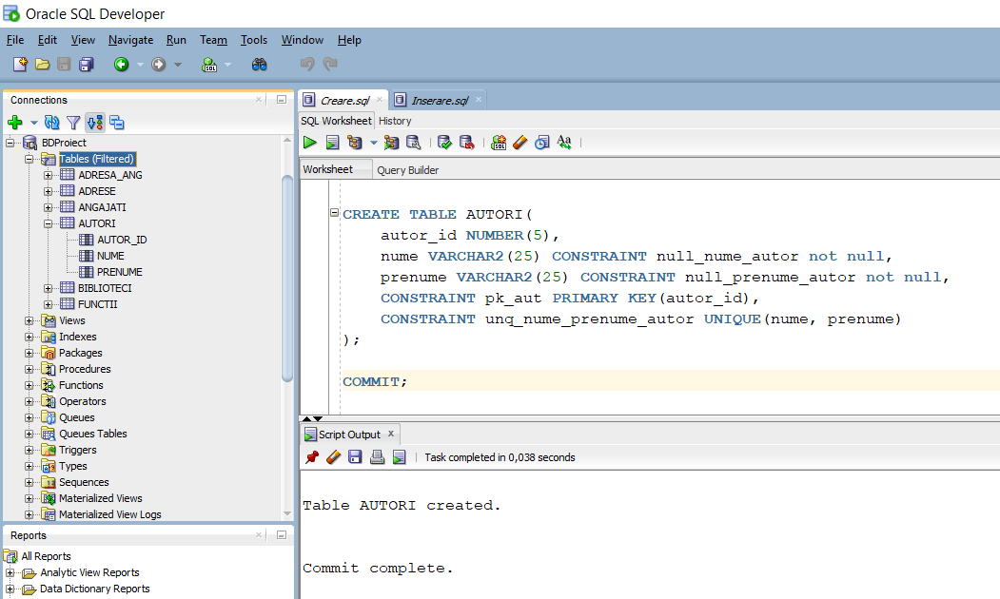 Oracle SQL Developer
File Edit View Navigate Run Team Tools Window Help
Connections
BDProject
Tables (Filtered)
ADRESA_ANG
ADRESE
ANGAJATI
AUTORI
AUTOR_ID
NUME
PRENUME
BIBLIOTECI
FUNCTII
Views
Indexes
Packages
Procedures
Functions
Operators
Queues
Queues Tables
Triggers
Types
Sequences
Materialized Views
Materialized View Logs
Reports
All Reports
Analytic View Reports
Data Dictionary Reports
Creare.sql Inserare.sql
SQL Worksheet History
Worksheet Query Builder
CREATE TABLE AUTORI(
autor_id NUMBER(5),
nume VARCHAR2(25) CONSTRAINT null_nume_autor not null,
prenume VARCHAR2(25) CONSTRAINT null_prenume_autor not null,
CONSTRAINT pk_aut PRIMARY KEY(autor_id),
CONSTRAINT unq_nume_prenume_autor UNIQUE(nume, prenume)
);
COMMIT;
Script Output
Task completed in 0,038 seconds
Table AUTORI created.
Commit complete.